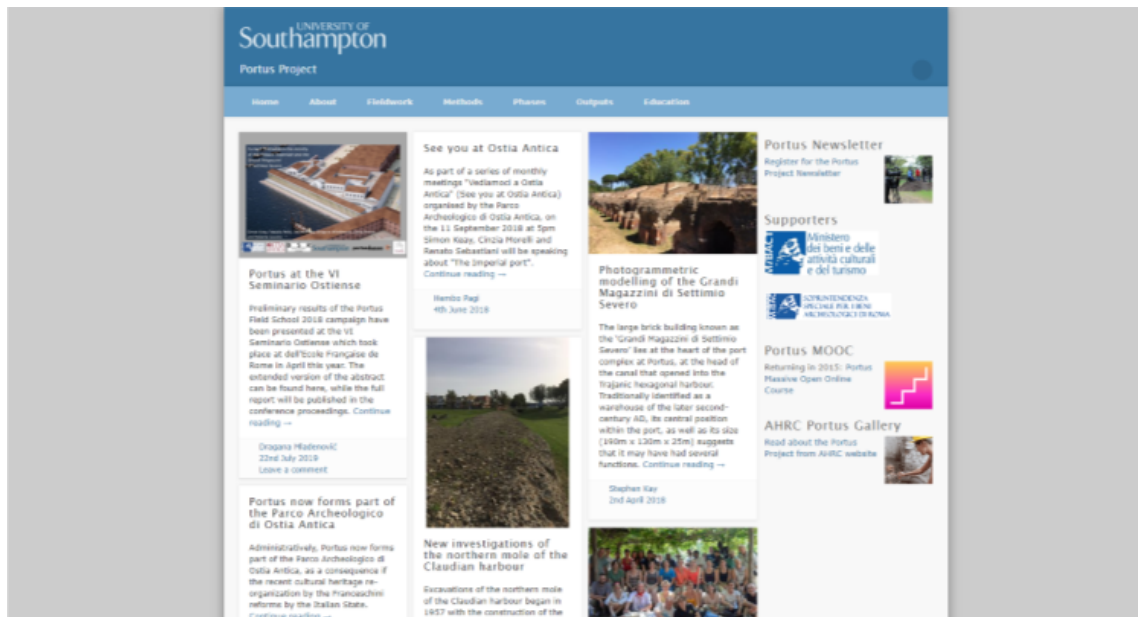 UNIVERSITY OF
Southampton
Portus Project
Home About Fieldwork Methods Phases Outputs Education
Portus at the VI
Seminario Ostiense
Preliminary results of the Portus
Field School 2018 campaign have
been presented at the VI
Seminario Ostiense which took
place at dell'Ecole Française de
Rome in April this year. The
extended version of the abstract
can be found here, while the full
report will be published in the
conference proceedings. Continue
reading →
Dragana Mladenović
22nd July 2019
Leave a comment
Portus now forms part of
the Parco Archeologico
di Ostia Antica
Administratively, Portus now forms
part of the Parco Archeologico di
Ostia Antica, as a consequence if
the recent cultural heritage re-
organization by the Franceschini
reforms by the Italian State.
Continue reading →
See you at Ostia Antica
As part of a series of monthly
meetings "Vediamoci a Ostia
Antica" (See you at Ostia Antica)
organised by the Parco
Archeologico di Ostia Antica, on
the 11 September 2018 at 5pm
Simon Keay, Cinzia Morelli and
Renato Sebastiani will be speaking
about "The Imperial port".
Continue reading →
Hembo Pagi
4th June 2018
New investigations of
the northern mole of the
Claudian harbour
Excavations of the northern mole
of the Claudian harbour began in
1957 with the construction of the
Photogrammetric
modelling of the Grandi
Magazzini di Settimio
Severo
The large brick building known as
the 'Grandi Magazzini di Settimio
Severo' lies at the heart of the port
complex at Portus, at the head of
the canal that opened into the
Trajanic hexagonal harbour.
Traditionally identified as a
warehouse of the later second-
century AD, its central position
within the port, as well as its size
(190m x 130m x 25m) suggests
that it may have had several
functions. Continue reading →
Stephen Kay
2nd April 2018
Portus Newsletter
Register for the Portus
Project Newsletter
Supporters
MiBACT
Ministero
dei beni e delle
attività culturali
e del turismo
SOPRINTENDENZA
SPECIALE PER I BENI
ARCHEOLOGICI DI ROMA
Portus MOOC
Returning in 2015: Portus
Massive Open Online
Course
AHRC Portus Gallery
Read about the Portus
Project from AHRC website